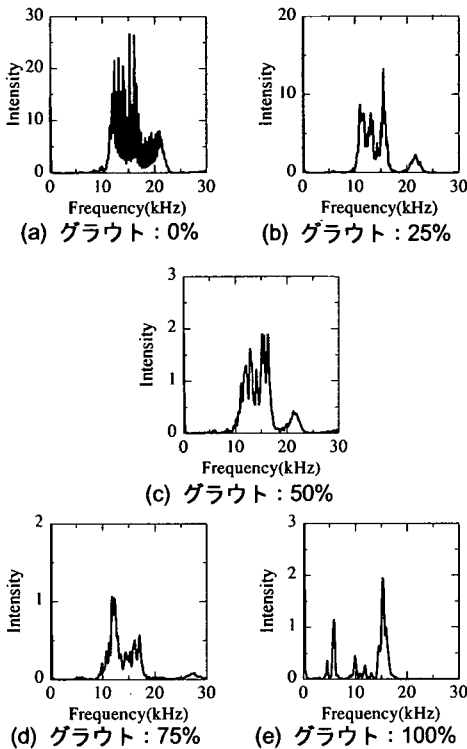 30
20
10
0
Intensity
0 10 20 30
Frequency(kHz)
(a) グラウト：0%
20
10
0
Intensity
0 10 20 30
Frequency(kHz)
(b) グラウト：25%
3
2
1
0
Intensity
0 10 20 30
Frequency(kHz)
(c) グラウト：50%
2
1
0
Intensity
0 10 20 30
Frequency(kHz)
(d) グラウト：75%
3
2
1
0
Intensity
0 10 20 30
Frequency(kHz)
(e) グラウト：100%